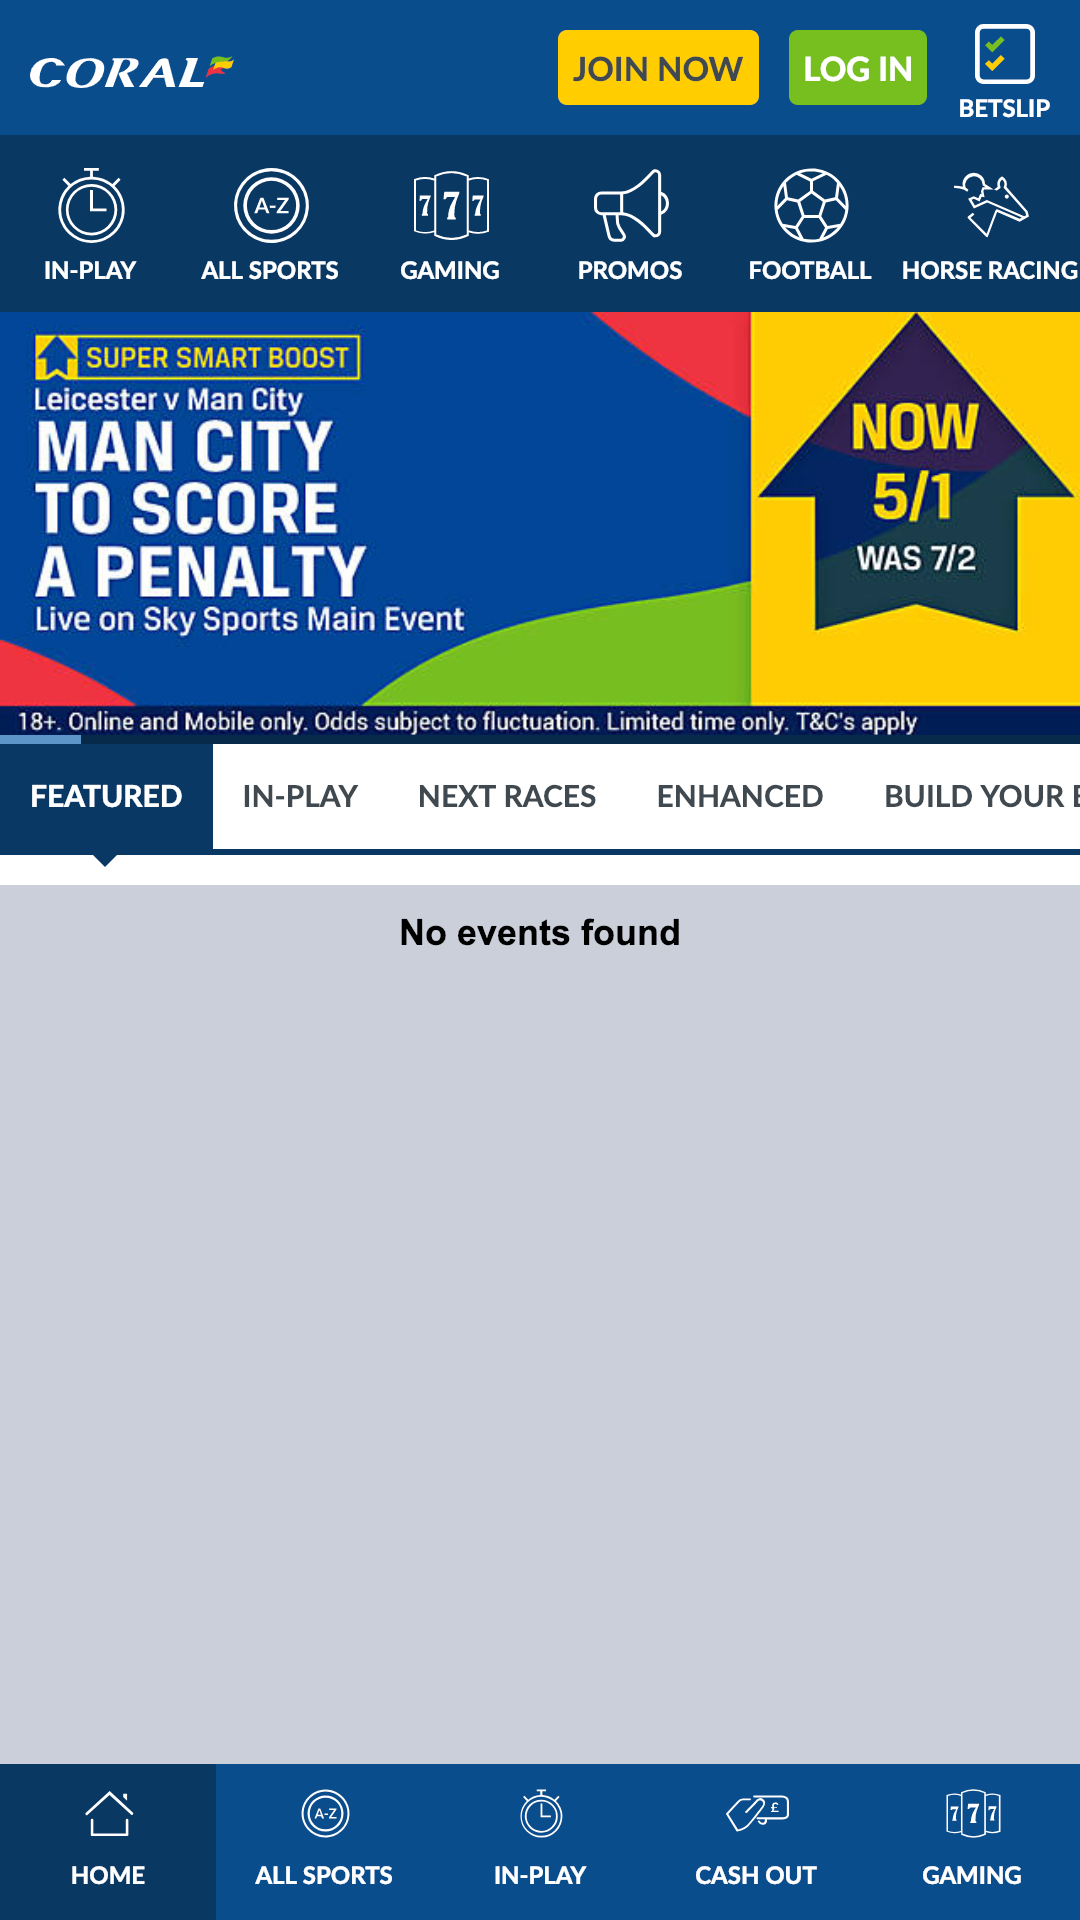 CORAL
JOIN NOW
LOG IN
BETSLIP
IN-PLAY
A-Z
ALL SPORTS
777
GAMING
PROMOS
FOOTBALL
HORSE RACING
SUPER SMART BOOST
Leicester v Man City
MAN CITY
TO SCORE
A PENALTY
Live on Sky Sports Main Event
NOW
5/1
WAS 7/2
18+. Online and Mobile only. Odds subject to fluctuation. Limited time only. T&C's apply
FEATURED
IN-PLAY
NEXT RACES
ENHANCED
BUILD YOUR
No events found
HOME
A-Z
ALL SPORTS
IN-PLAY
£
CASH OUT
777
GAMING